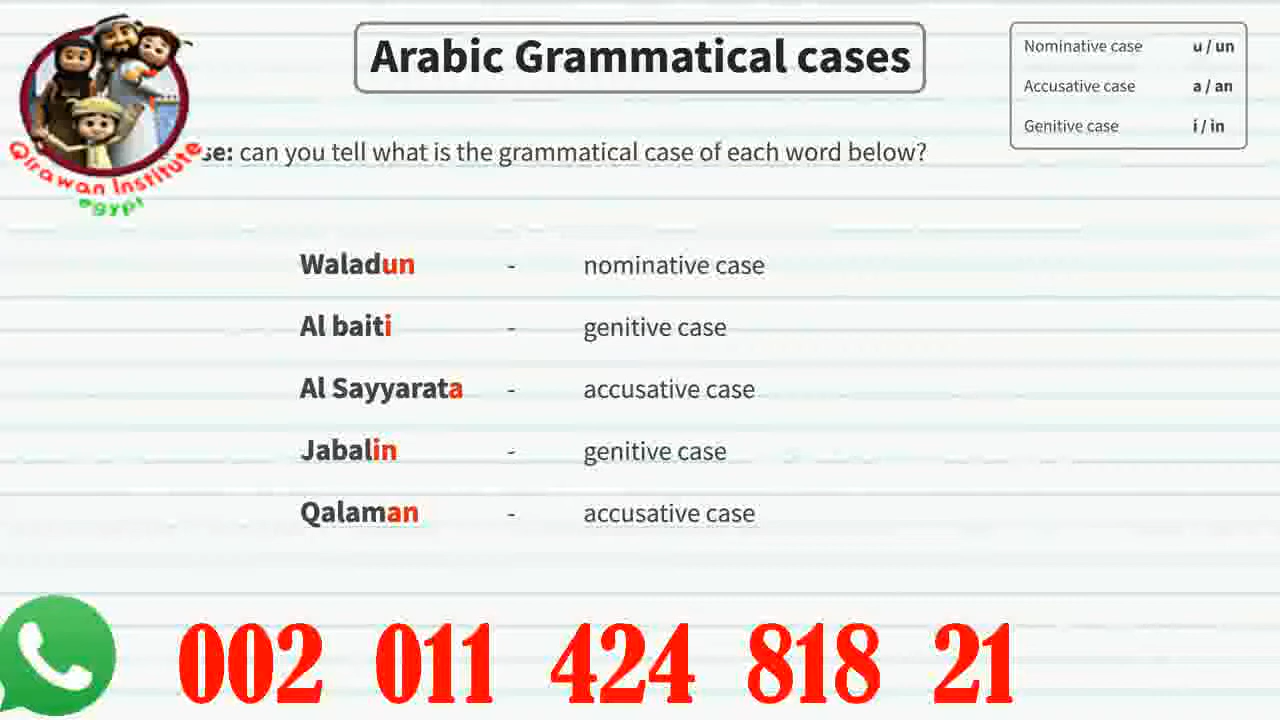 Arabic Grammatical cases
Nominative case u / un
Accusative case a / an
Genitive case i / in
Qirawan Institute
egypt
se: can you tell what is the grammatical case of each word below?
Waladun - nominative case
Al baiti - genitive case
Al Sayyarata - accusative case
Jabalin - genitive case
Qalaman - accusative case
002 011 424 818 21